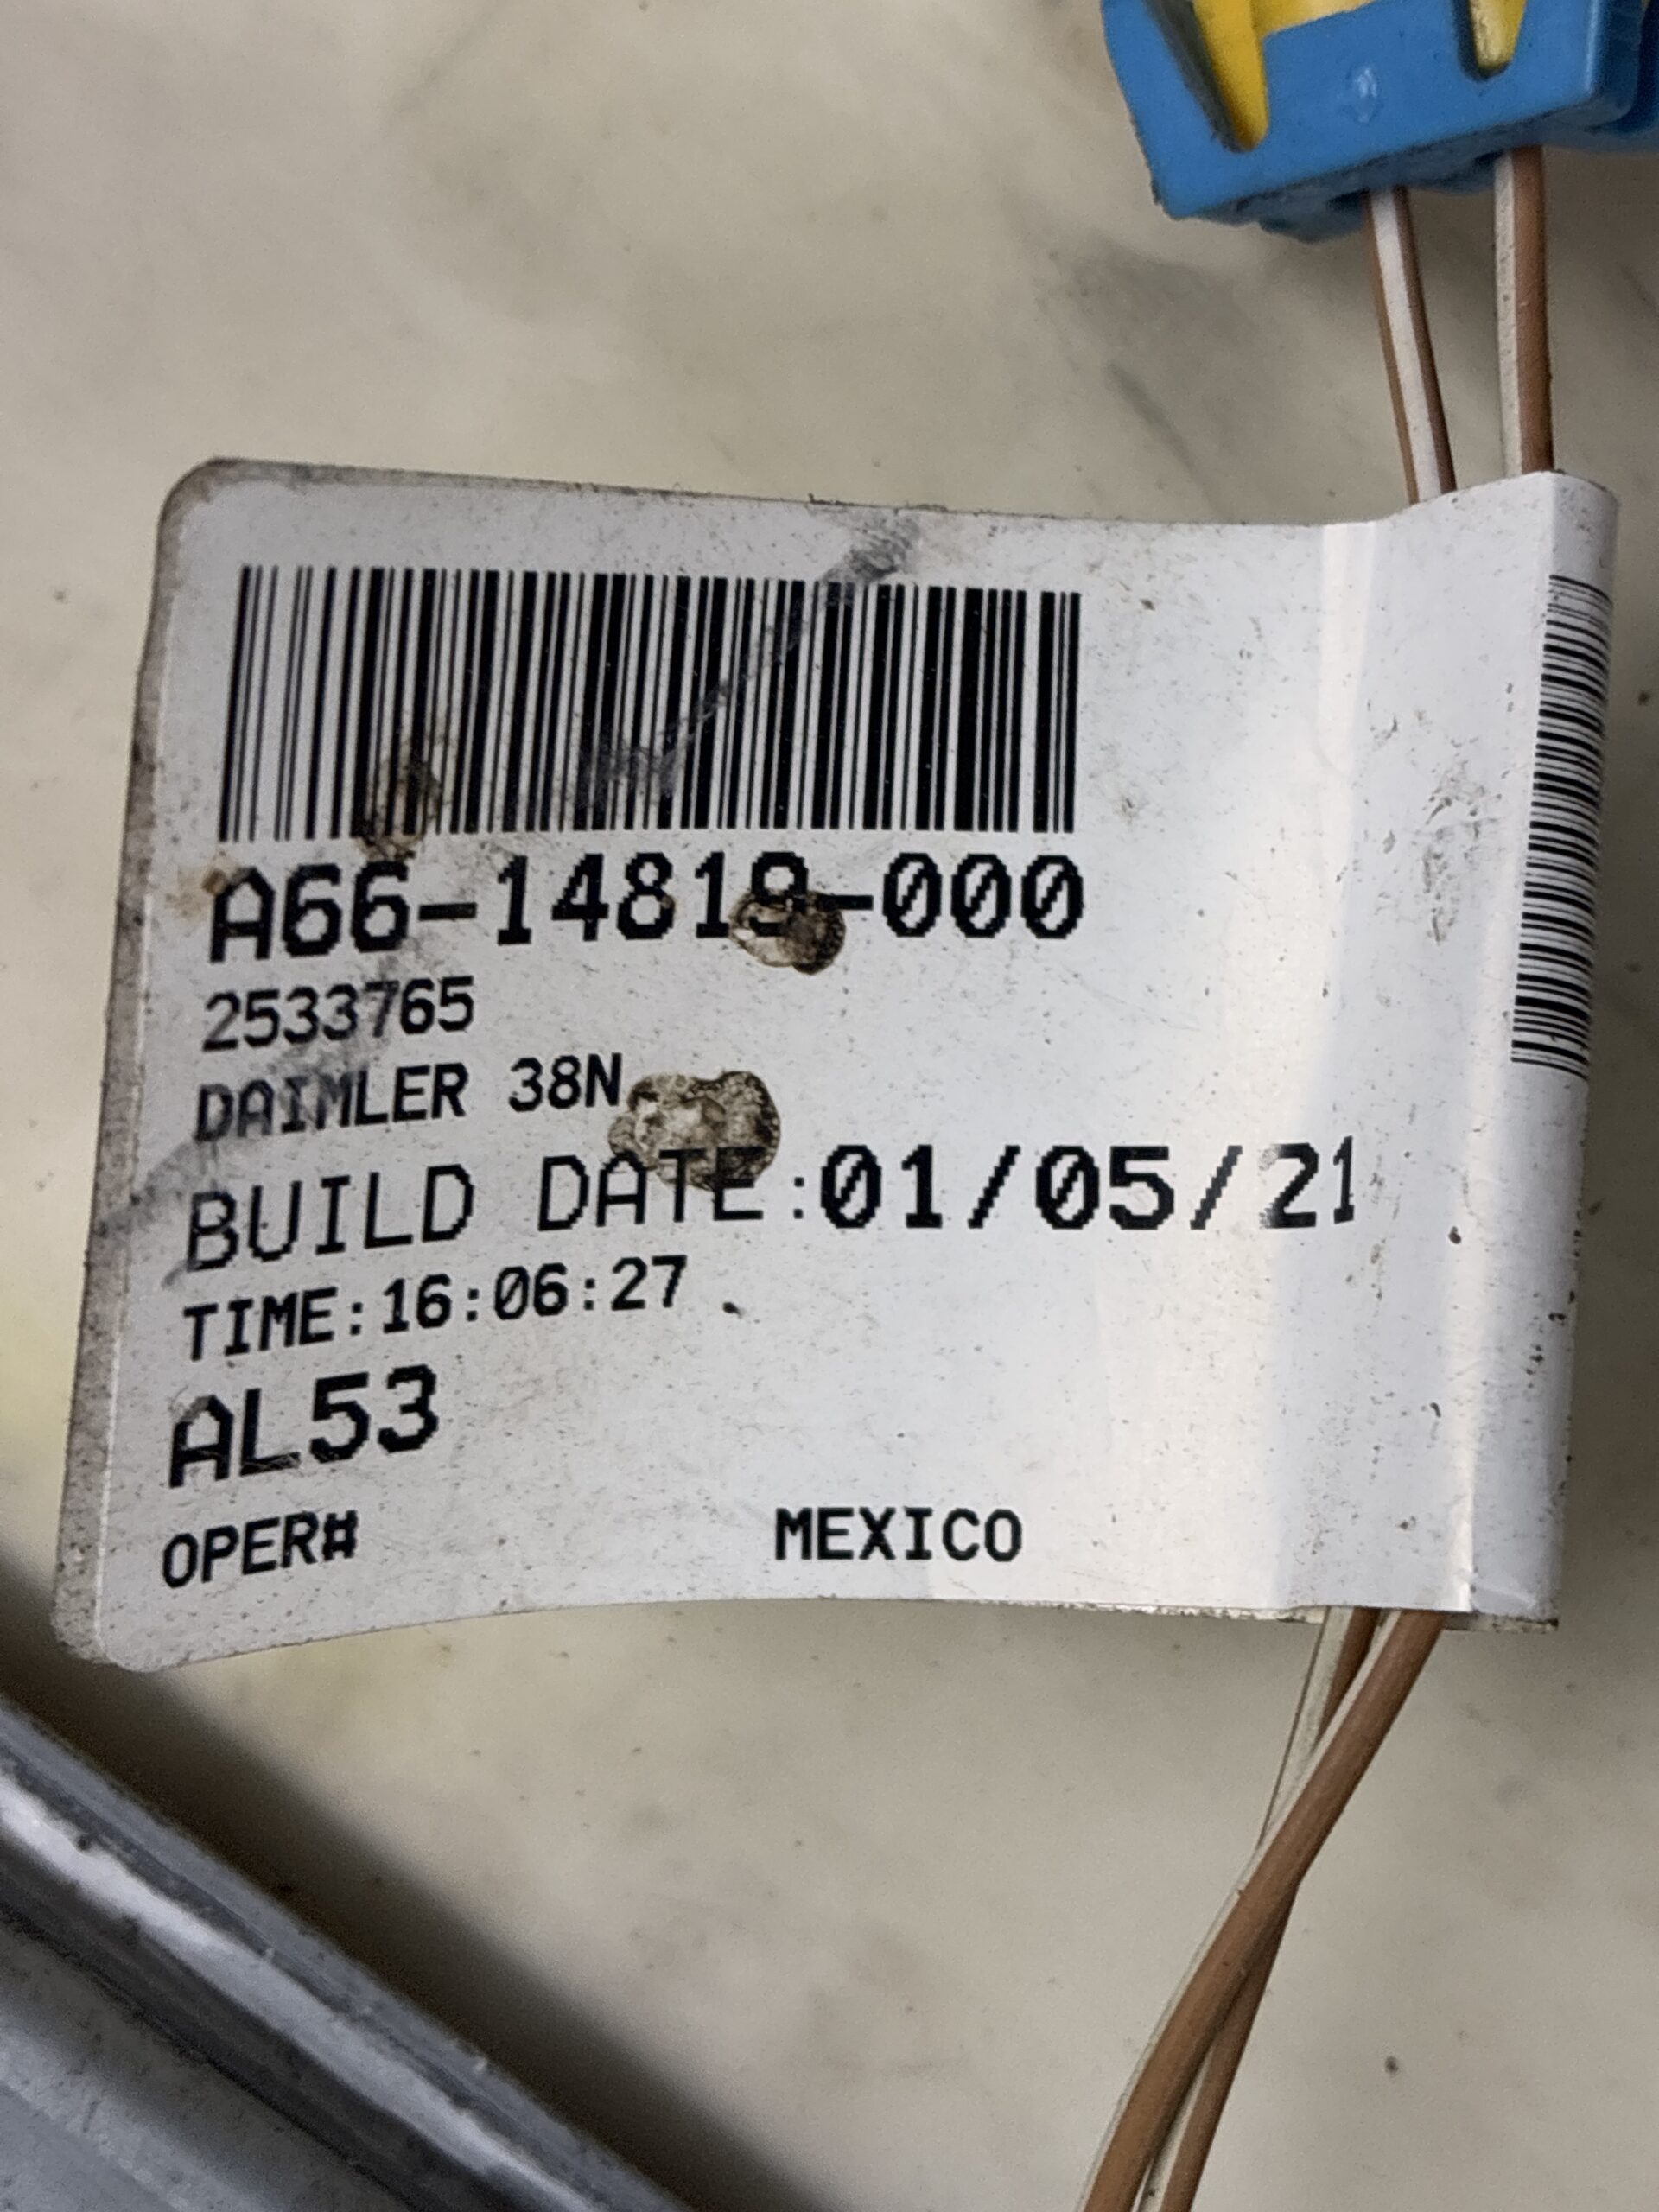 A66-14819-000
2533765
DAIMLER 38N
BUILD DATE:01/05/21
TIME:16:06:27
AL53
OPER# MEXICO